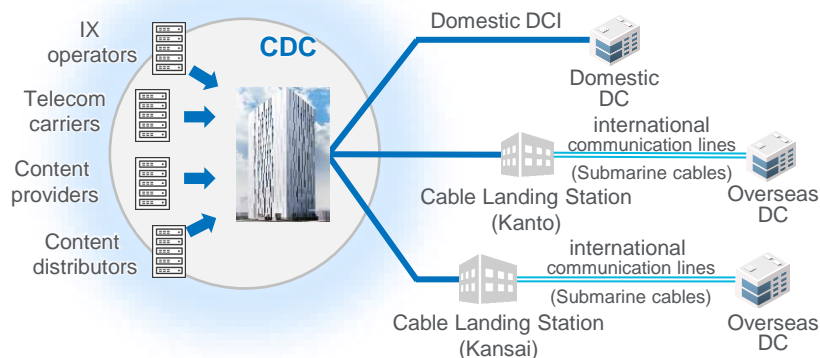 IX
operators
Telecom
carriers
Content
providers
Content
distributors
CDC
Domestic DCI
Domestic
DC
international
communication lines
(Submarine cables)
Cable Landing Station
(Kanto)
Overseas
DC
international
communication lines
(Submarine cables)
Cable Landing Station
(Kansai)
Overseas
DC